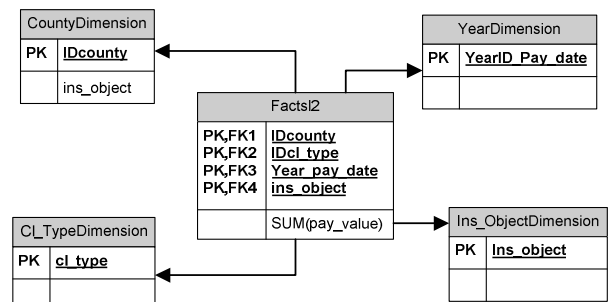 CountyDimension
PK IDcounty
ins_object
YearDimension
PK YearID_Pay_date
FactsI2
PK,FK1 IDcounty
PK,FK2 IDcl_type
PK,FK3 Year_pay_date
PK,FK4 ins_object
SUM(pay_value)
Cl_TypeDimension
PK cl_type
Ins_ObjectDimension
PK Ins_object